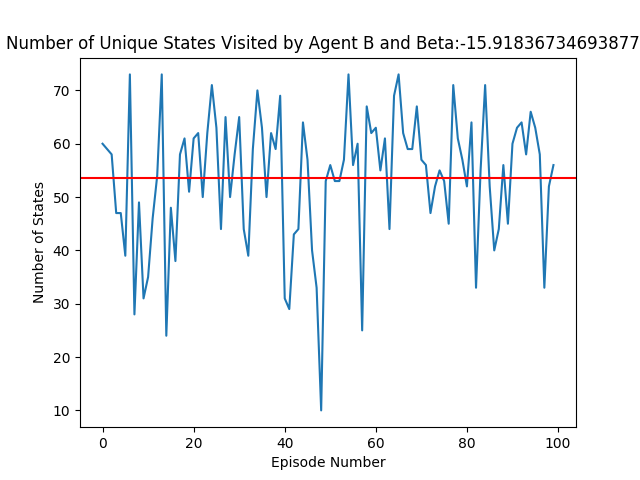 Number of Unique States Visited by Agent B and Beta:-15.91836734693877
70
60
50
40
30
20
10
Number of States
0 20 40 60 80 100
Episode Number